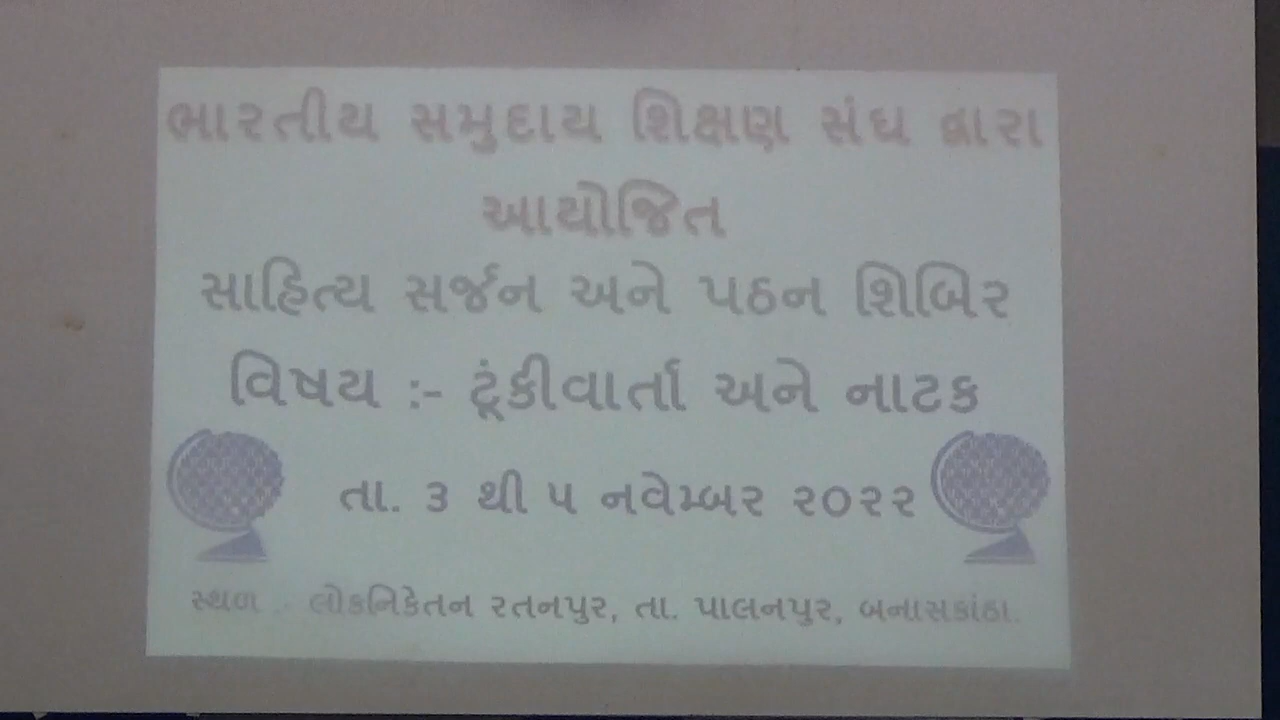 ભારતીય સમુદાય શિક્ષણ સંઘ દ્વારા
આયોજિત
સાહિત્ય સર્જન અને પઠન શિબિર
વિષય :- ટૂંકીવાર્તા અને નાટક
તા. ૩ થી ૫ નવેમ્બર ૨૦૨૨
સ્થળ :- લોકનિકેતન રતનપુર, તા. પાલનપુર, બનાસકાંઠા.